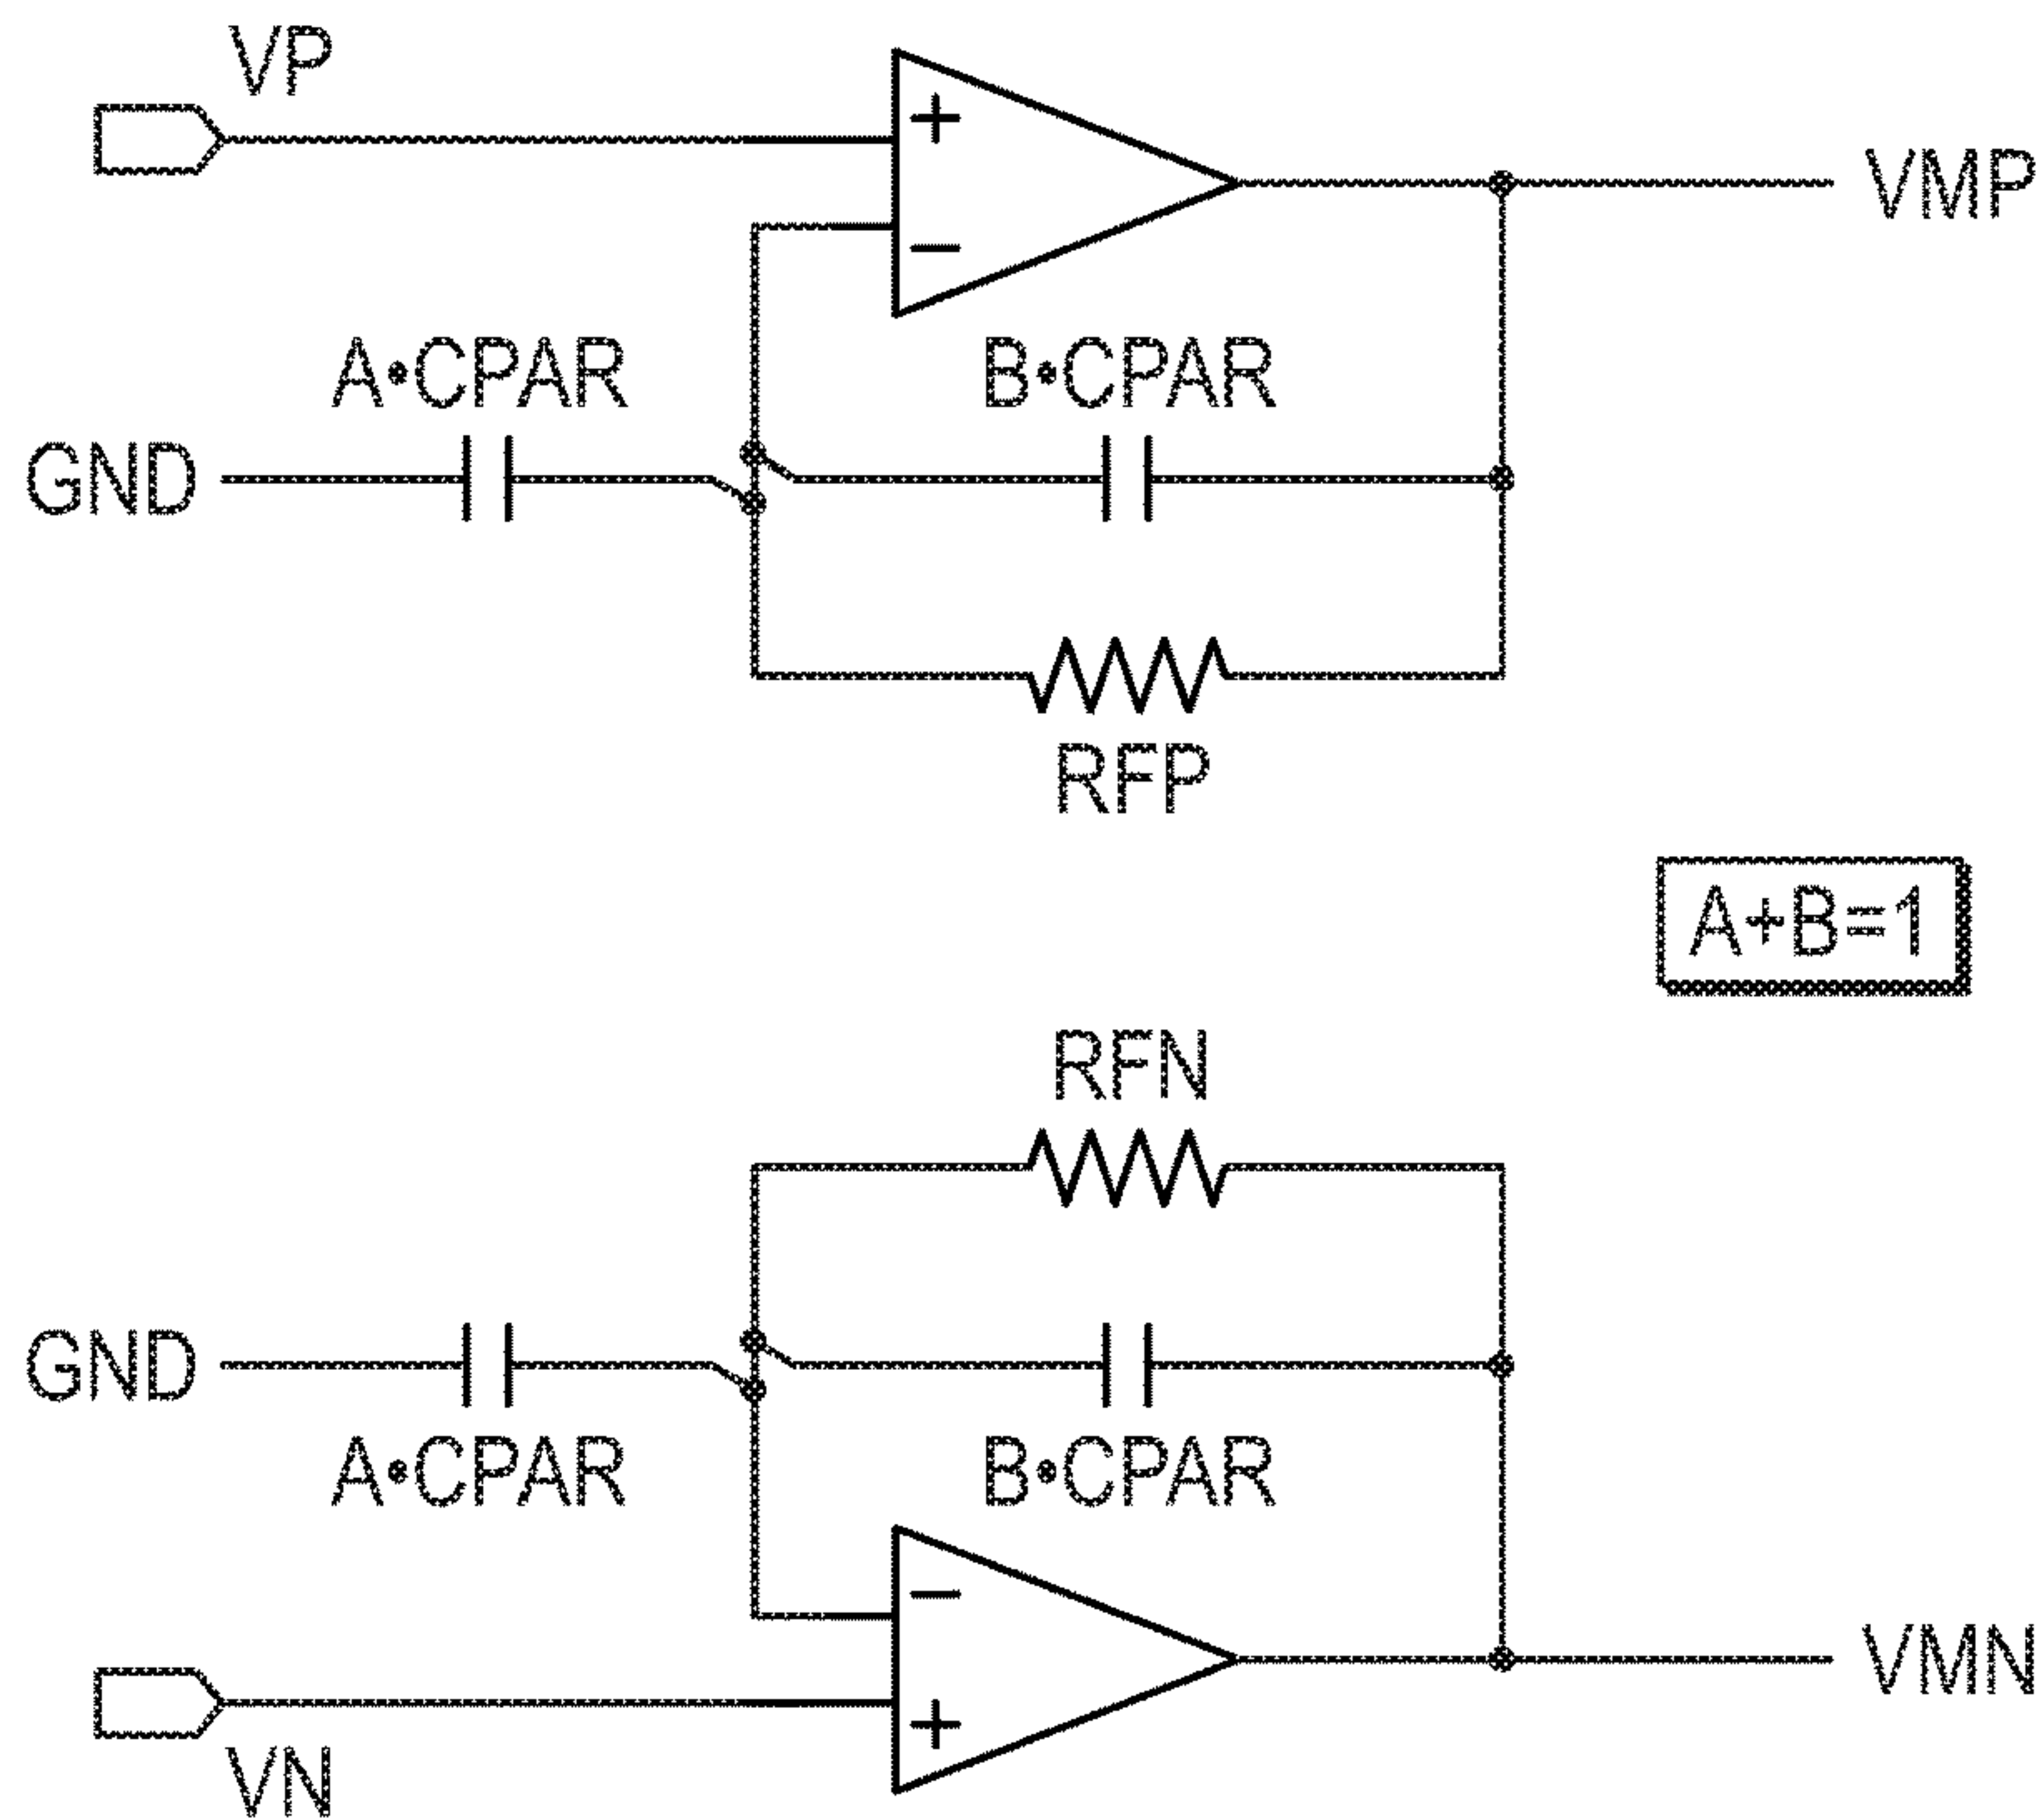 VP
+
−
VMP
A•CPAR
B•CPAR
GND
RFP
A+B=1
RFN
GND
A•CPAR
B•CPAR
−
+
VMN
VN